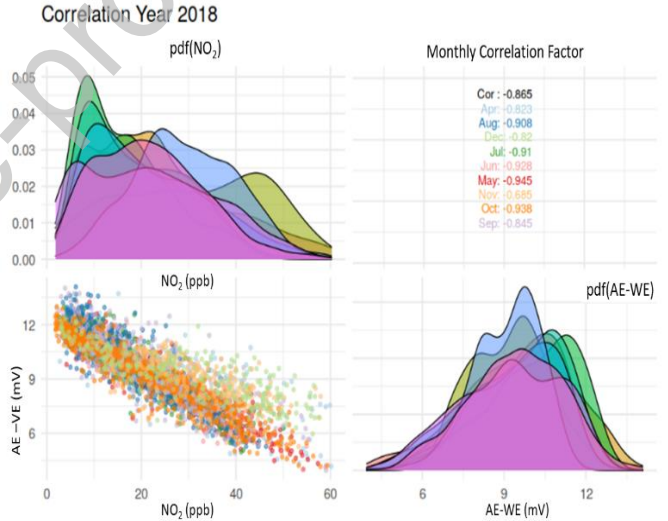 Correlation Year 2018
pdf(NO2)
Monthly Correlation Factor
0.05
0.04
0.03
0.02
0.01
0.00
Cor : -0.865
Apr: -0.823
Aug: -0.908
Dec: -0.82
Jul: -0.91
Jun: -0.928
May: -0.945
Nov: -0.685
Oct: -0.938
Sep: -0.845
NO2 (ppb)
pdf(AE-WE)
AE –VE (mV)
12
9
6
0 20 40 60
NO2 (ppb)
6 9 12
AE-WE (mV)
e-pro